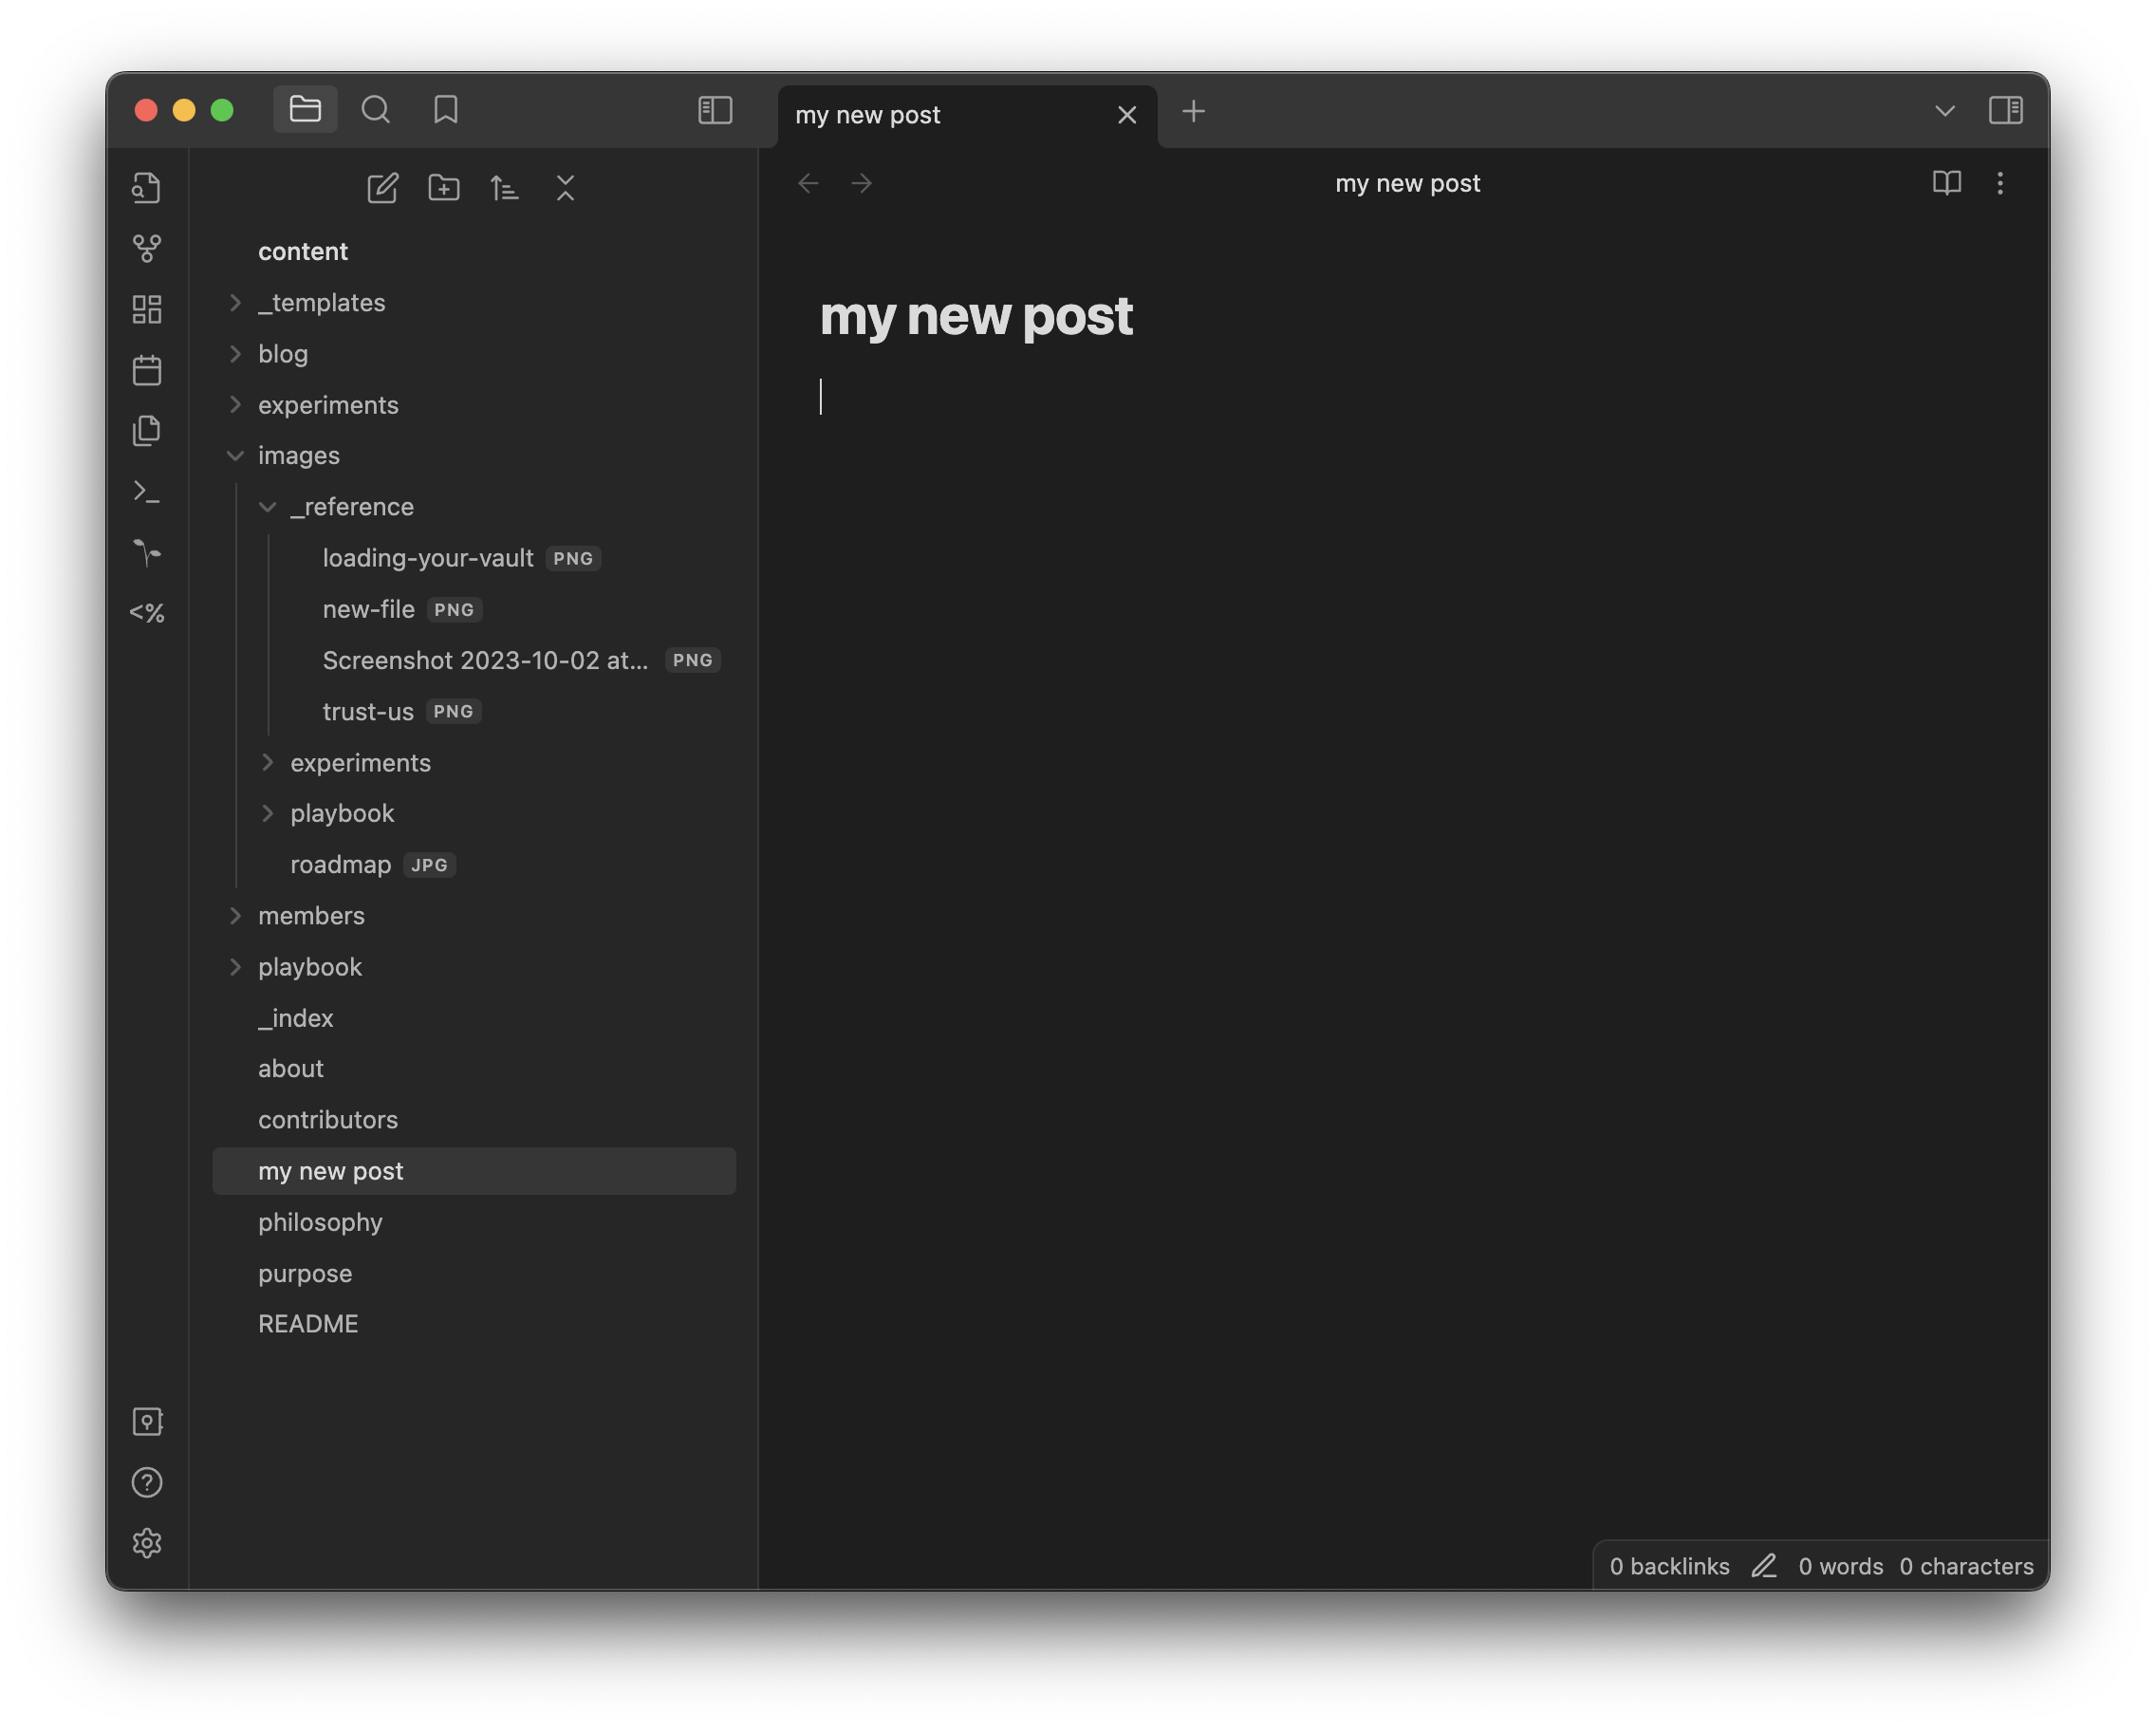 my new post
my new post
content
_templates
blog
experiments
images
_reference
loading-your-vault PNG
new-file PNG
Screenshot 2023-10-02 at... PNG
trust-us PNG
experiments
playbook
roadmap JPG
members
playbook
_index
about
contributors
my new post
philosophy
purpose
README
<%
my new post
0 backlinks 0 words 0 characters